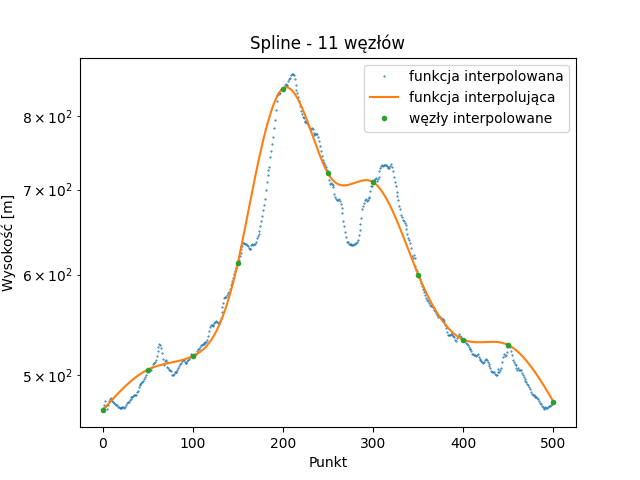 Spline - 11 węzłów
funkcja interpolowana
funkcja interpolująca
węzły interpolowane
8 × 10²
7 × 10²
6 × 10²
5 × 10²
Wysokość [m]
0 100 200 300 400 500
Punkt